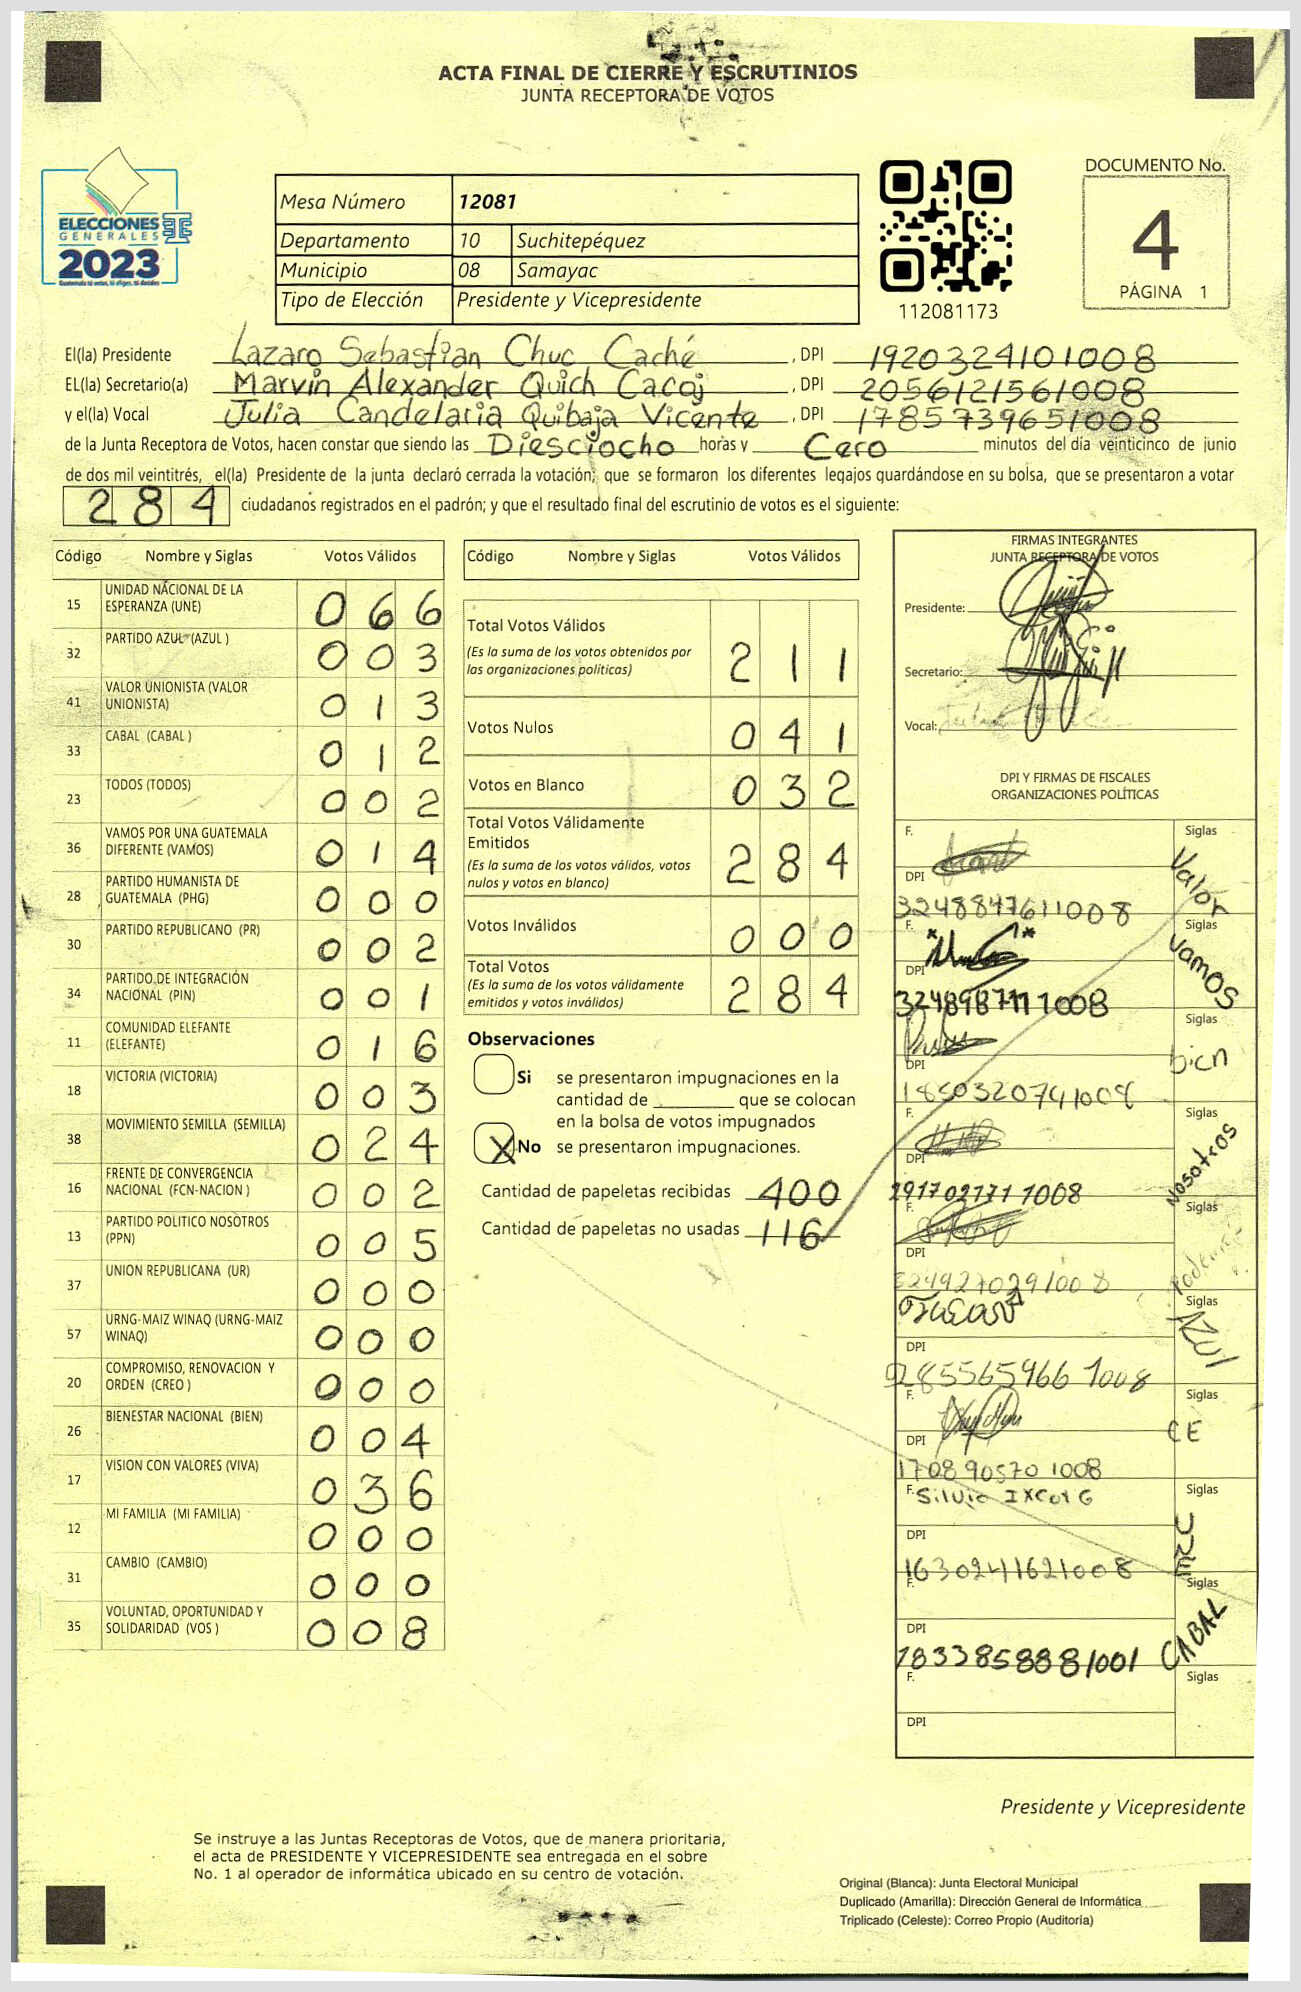 ACTA FINAL DE CIERRE Y ESCRUTINIOS
JUNTA RECEPTORA DE VOTOS
ELECCIONES
GENERALES
2023
Guatemala tú votas, tú eliges, tú decides
Mesa Número 12081
Departamento 10 Suchitepéquez
Municipio 08 Samayac
Tipo de Elección Presidente y Vicepresidente
112081173
DOCUMENTO No.
4
PÁGINA 1
El(la) Presidente Lazaro Sebastian Chuc Caché , DPI 1920324101008
EL(la) Secretario(a) Marvin Alexander Quich Cacoj , DPI 2056121561008
y el(la) Vocal Julia Candelaria Quibaja Vicente , DPI 1785739651008
de la Junta Receptora de Votos, hacen constar que siendo las Diesciocho horas y Cero minutos del día veinticinco de junio
de dos mil veintitrés, el(la) Presidente de la junta declaró cerrada la votación; que se formaron los diferentes legajos guardándose en su bolsa, que se presentaron a votar
284 ciudadanos registrados en el padrón; y que el resultado final del escrutinio de votos es el siguiente:
Código Nombre y Siglas Votos Válidos
15 UNIDAD NACIONAL DE LA ESPERANZA (UNE) 066
32 PARTIDO AZUL (AZUL ) 003
41 VALOR UNIONISTA (VALOR UNIONISTA) 013
33 CABAL (CABAL ) 012
23 TODOS (TODOS) 002
36 VAMOS POR UNA GUATEMALA DIFERENTE (VAMOS) 014
28 PARTIDO HUMANISTA DE GUATEMALA (PHG) 000
30 PARTIDO REPUBLICANO (PR) 002
34 PARTIDO DE INTEGRACIÓN NACIONAL (PIN) 001
11 COMUNIDAD ELEFANTE (ELEFANTE) 016
18 VICTORIA (VICTORIA) 003
38 MOVIMIENTO SEMILLA (SEMILLA) 024
16 FRENTE DE CONVERGENCIA NACIONAL (FCN-NACION ) 002
13 PARTIDO POLITICO NOSOTROS (PPN) 005
37 UNION REPUBLICANA (UR) 000
57 URNG-MAIZ WINAQ (URNG-MAIZ WINAQ) 000
20 COMPROMISO, RENOVACION Y ORDEN (CREO ) 000
26 BIENESTAR NACIONAL (BIEN) 004
17 VISION CON VALORES (VIVA) 036
12 MI FAMILIA (MI FAMILIA) 000
31 CAMBIO (CAMBIO) 000
35 VOLUNTAD, OPORTUNIDAD Y SOLIDARIDAD (VOS ) 008
Código Nombre y Siglas Votos Válidos
Total Votos Válidos 211
(Es la suma de los votos obtenidos por
las organizaciones políticas)
Votos Nulos 041
Votos en Blanco 032
Total Votos Válidamente
Emitidos 284
(Es la suma de los votos válidos, votos
nulos y votos en blanco)
Votos Inválidos 000
Total Votos 284
(Es la suma de los votos válidamente
emitidos y votos inválidos)
Observaciones
Si se presentaron impugnaciones en la
cantidad de ________ que se colocan
en la bolsa de votos impugnados
X No se presentaron impugnaciones.
Cantidad de papeletas recibidas 400
Cantidad de papeletas no usadas 116
FIRMAS INTEGRANTES
JUNTA RECEPTORA DE VOTOS
Presidente:
Secretario:
Vocal:
DPI Y FIRMAS DE FISCALES
ORGANIZACIONES POLÍTICAS
F. Siglas Valor
DPI 3248847611008
F. Siglas Vamos
DPI
F. Siglas bien
DPI 1850320741008
F. Siglas Nosotros
DPI 2917021711008
F. Siglas
DPI
F. Siglas AZUL
DPI 2855659661008
F. Siglas CE
DPI 1708905701008
F. Silvia Ixcoy G Siglas UNE
DPI 1630241621008
F. Siglas CABAL
DPI 1833858881001
F. Siglas
DPI
Presidente y Vicepresidente
Se instruye a las Juntas Receptoras de Votos, que de manera prioritaria,
el acta de PRESIDENTE Y VICEPRESIDENTE sea entregada en el sobre
No. 1 al operador de informática ubicado en su centro de votación.
Original (Blanca): Junta Electoral Municipal
Duplicado (Amarilla): Dirección General de Informática
Triplicado (Celeste): Correo Propio (Auditoría)